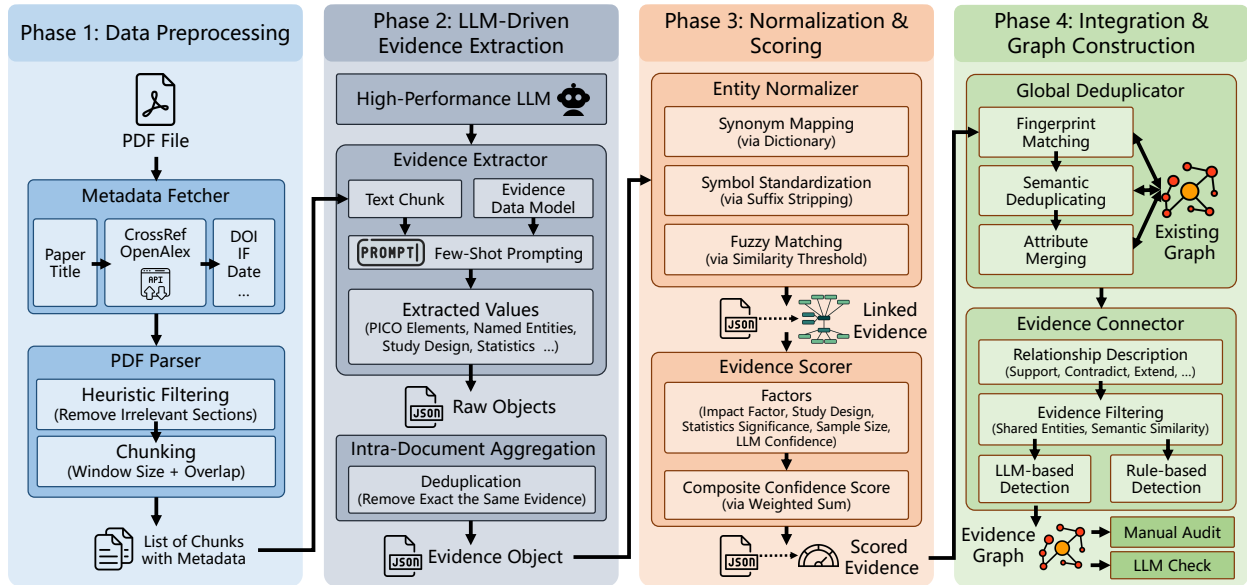 Phase 1: Data Preprocessing
PDF File
Metadata Fetcher
Paper
Title
CrossRef
OpenAlex
API
DOI
IF
Date
...
PDF Parser
Heuristic Filtering
(Remove Irrelevant Sections)
Chunking
(Window Size + Overlap)
List of Chunks
with Metadata
Phase 2: LLM-Driven
Evidence Extraction
High-Performance LLM
Evidence Extractor
Text Chunk
Evidence
Data Model
PROMPT
Few-Shot Prompting
Extracted Values
(PICO Elements, Named Entities,
Study Design, Statistics ...)
JSON
Raw Objects
Intra-Document Aggregation
Deduplication
(Remove Exact the Same Evidence)
JSON
Evidence Object
Phase 3: Normalization &
Scoring
Entity Normalizer
Synonym Mapping
(via Dictionary)
Symbol Standardization
(via Suffix Stripping)
Fuzzy Matching
(via Similarity Threshold)
JSON
Linked
Evidence
Evidence Scorer
Factors
(Impact Factor, Study Design,
Statistics Significance, Sample Size,
LLM Confidence)
Composite Confidence Score
(via Weighted Sum)
JSON
Scored
Evidence
Phase 4: Integration &
Graph Construction
Global Deduplicator
Fingerprint
Matching
Semantic
Deduplicating
Attribute
Merging
Existing
Graph
Evidence Connector
Relationship Description
(Support, Contradict, Extend, ...)
Evidence Filtering
(Shared Entities, Semantic Similarity)
LLM-based
Detection
Rule-based
Detection
Evidence
Graph
Manual Audit
LLM Check